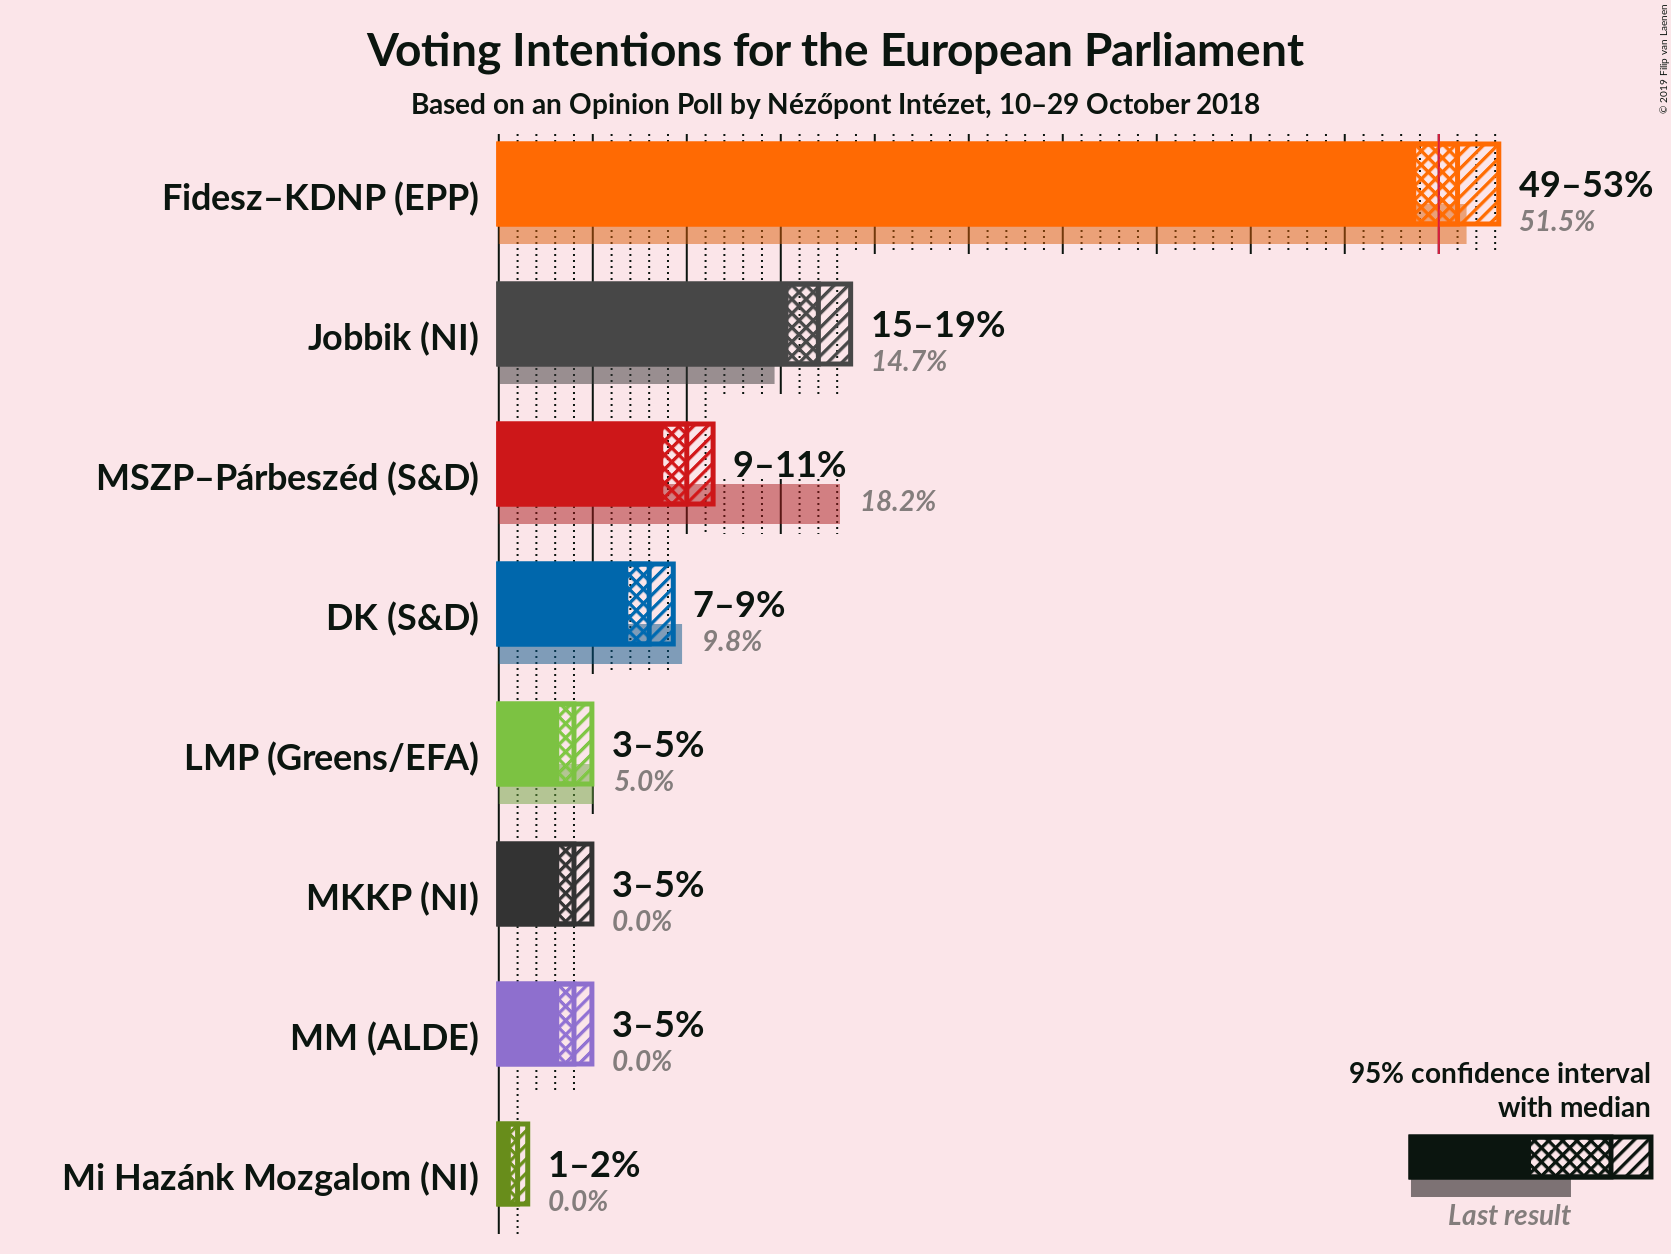 Voting Intentions for the European Parliament
Based on an Opinion Poll by Nézőpont Intézet, 10–29 October 2018
© 2019 Filip van Laenen
Fidesz–KDNP (EPP)
49–53%
51.5%
Jobbik (NI)
15–19%
14.7%
MSZP–Párbeszéd (S&D)
9–11%
18.2%
DK (S&D)
7–9%
9.8%
LMP (Greens/EFA)
3–5%
5.0%
MKKP (NI)
3–5%
0.0%
MM (ALDE)
3–5%
0.0%
Mi Hazánk Mozgalom (NI)
1–2%
0.0%
95% confidence interval
with median
Last result